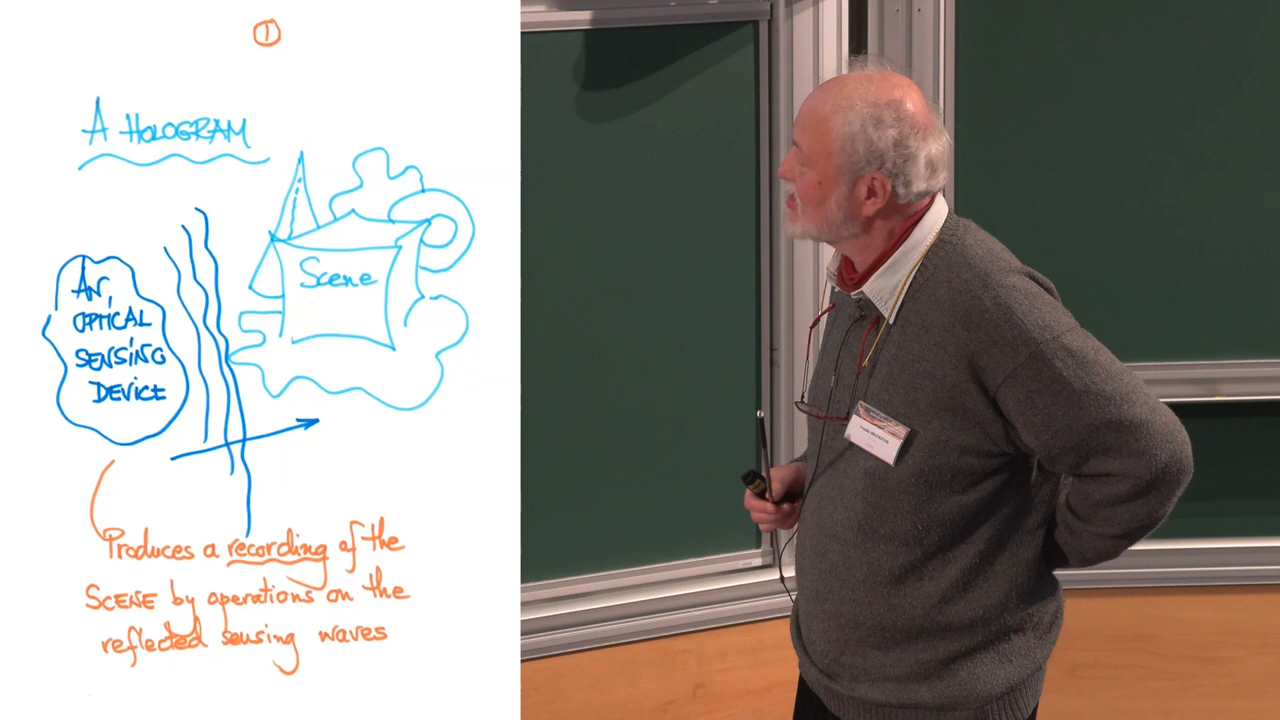 1
A HOLOGRAM
Scene
AN
OPTICAL
SENSING
DEVICE
Produces a recording of the
SCENE by operations on the
reflected sensing waves